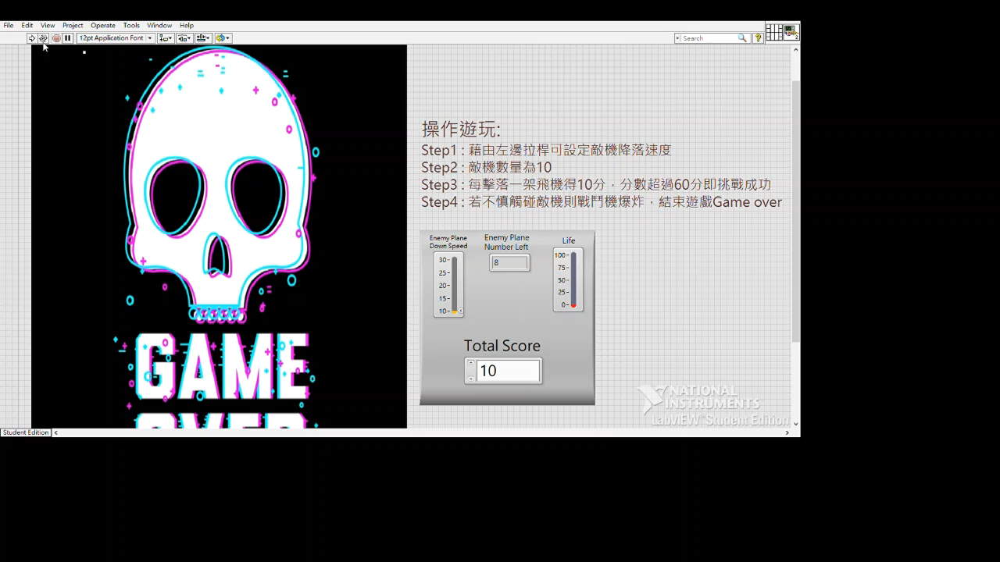 File Edit View Project Operate Tools Window Help
12pt Application Font
Search
操作遊玩:
Step1 : 藉由左邊拉桿可設定敵機降落速度
Step2 : 敵機數量為10
Step3 : 每擊落一架飛機得10分，分數超過60分即挑戰成功
Step4 : 若不慎觸碰敵機則戰鬥機爆炸，結束遊戲Game over
Enemy Plane
Down Speed
30
25
20
15
10
Enemy Plane
Number Left
8
Life
100
75
50
25
0
Total Score
10
GAME
OVER
NATIONAL
INSTRUMENTS
LabVIEW Student Edition
Student Edition